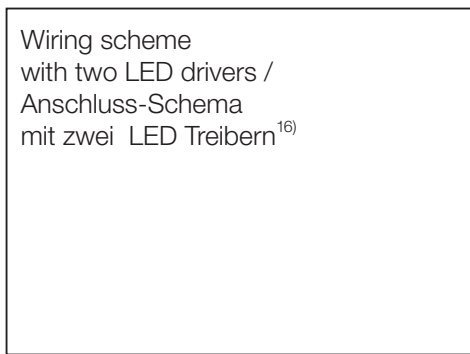 Wiring scheme
with two LED drivers /
Anschluss-Schema
mit zwei LED Treibern16)